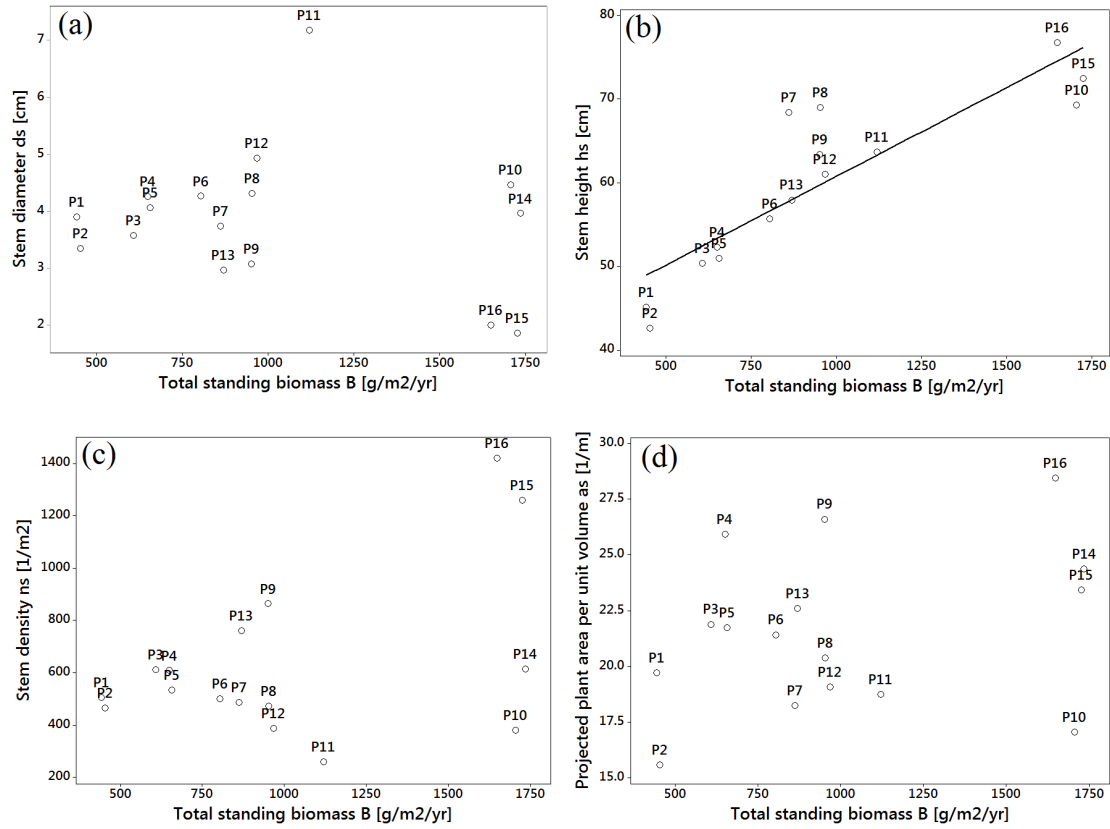 (a)
Stem diameter ds [cm]
7
6
5
4
3
2
P11
P12
P10
P4
P6
P8
P5
P1
P14
P7
P3
P2
P13
P9
P16
P15
500 750 1000 1250 1500 1750
Total standing biomass B [g/m2/yr]
(b)
Stem height hs [cm]
80
70
60
50
40
P16
P15
P7
P8
P10
P9
P11
P12
P13
P6
P4
P3
P5
P1
P2
500 750 1000 1250 1500 1750
Total standing biomass B [g/m2/yr]
(c)
Stem density ns [1/m2]
1400
1200
1000
800
600
400
200
P16
P15
P9
P13
P3
P4
P14
P5
P1
P2
P6
P7
P8
P12
P10
P11
500 750 1000 1250 1500 1750
Total standing biomass B [g/m2/yr]
(d)
Projected plant area per unit volume as [1/m]
30.0
27.5
25.0
22.5
20.0
17.5
15.0
P16
P9
P4
P14
P15
P13
P3
P5
P6
P8
P1
P12
P11
P7
P10
P2
500 750 1000 1250 1500 1750
Total standing biomass B [g/m2/yr]